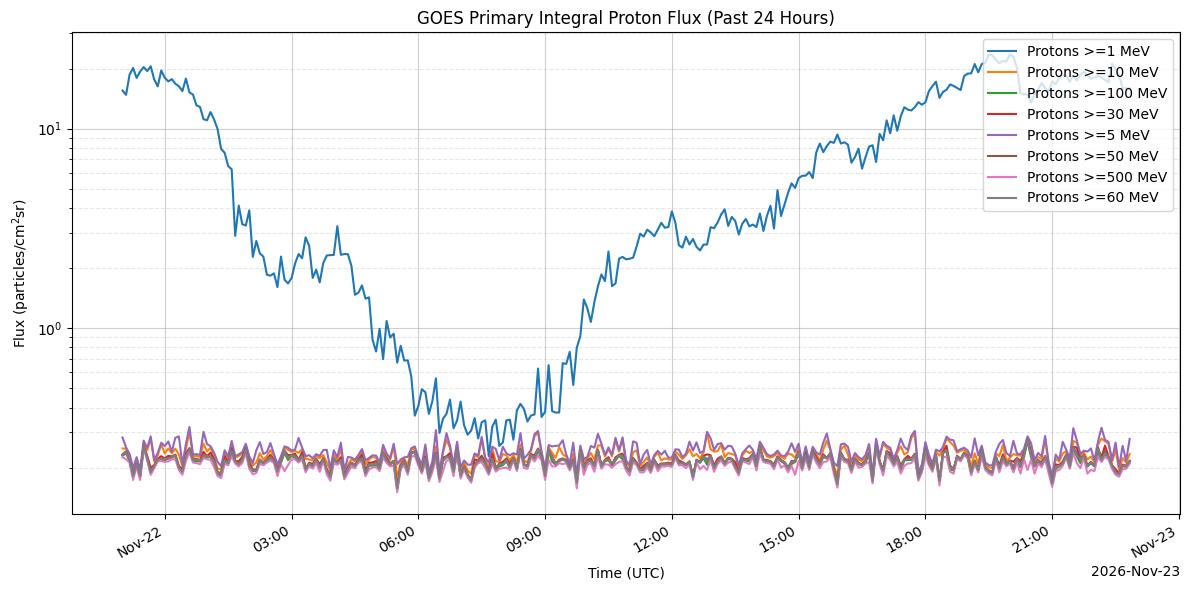 GOES Primary Integral Proton Flux (Past 24 Hours)
Protons >=1 MeV
Protons >=10 MeV
Protons >=100 MeV
Protons >=30 MeV
Protons >=5 MeV
Protons >=50 MeV
Protons >=500 MeV
Protons >=60 MeV
Flux (particles/cm²sr)
10¹
10⁰
Nov-22
03:00
06:00
09:00
12:00
15:00
18:00
21:00
Nov-23
2026-Nov-23
Time (UTC)